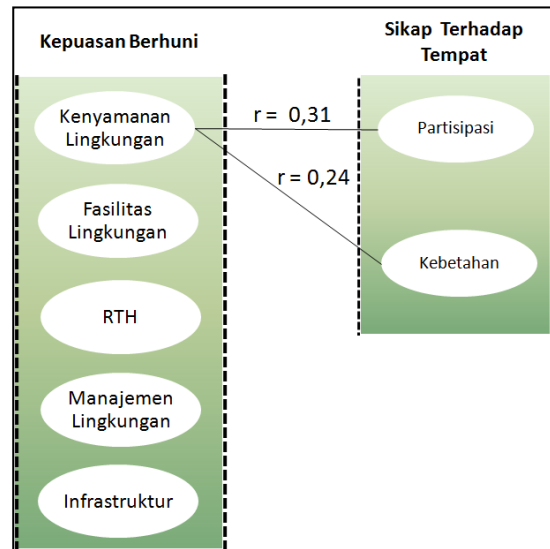 Kepuasan Berhuni
Sikap Terhadap
Tempat
Kenyamanan
Lingkungan
r = 0,31
Partisipasi
r = 0,24
Fasilitas
Lingkungan
Kebetahan
RTH
Manajemen
Lingkungan
Infrastruktur